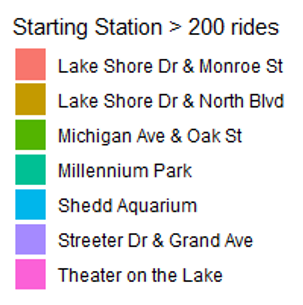 Starting Station > 200 rides
Lake Shore Dr & Monroe St
Lake Shore Dr & North Blvd
Michigan Ave & Oak St
Millennium Park
Shedd Aquarium
Streeter Dr & Grand Ave
Theater on the Lake